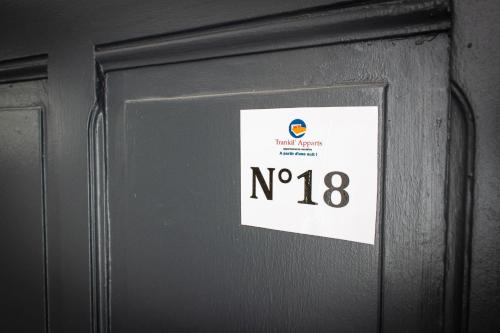 Trankil' Apparts
A partir d'une nuit !
N°18